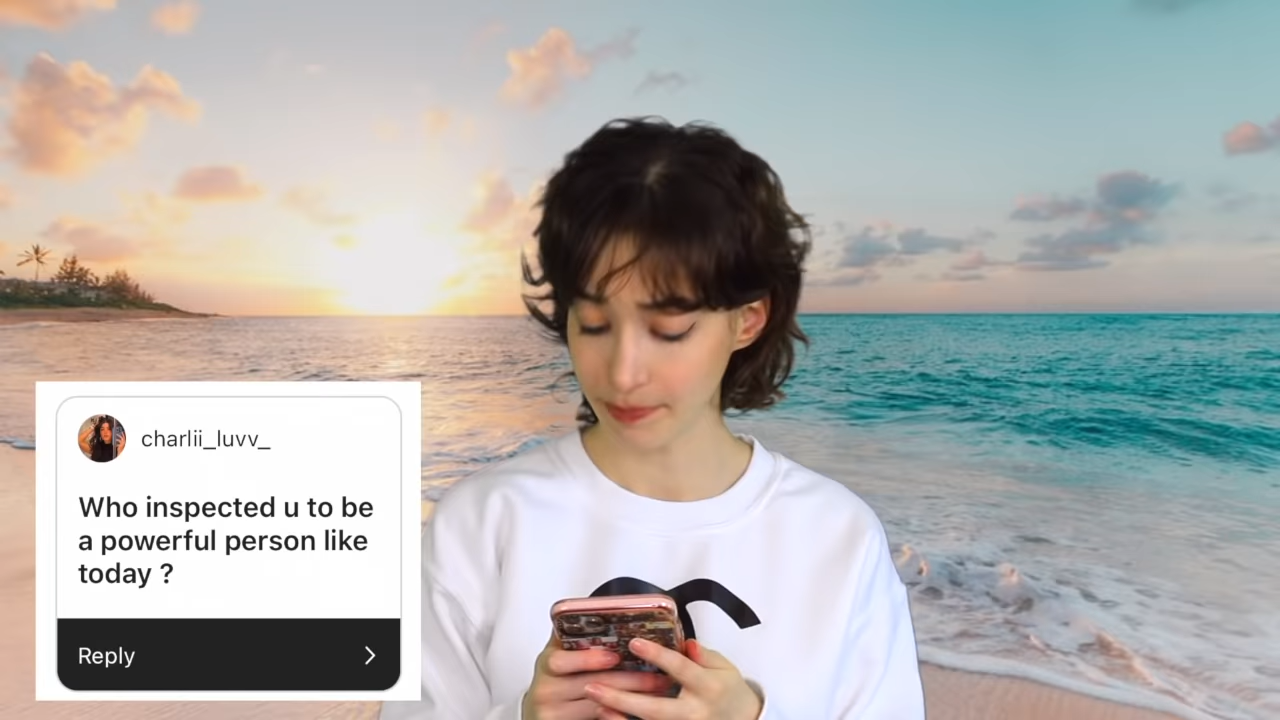 charlii_luvv_
Who inspected u to be
a powerful person like
today ?
Reply